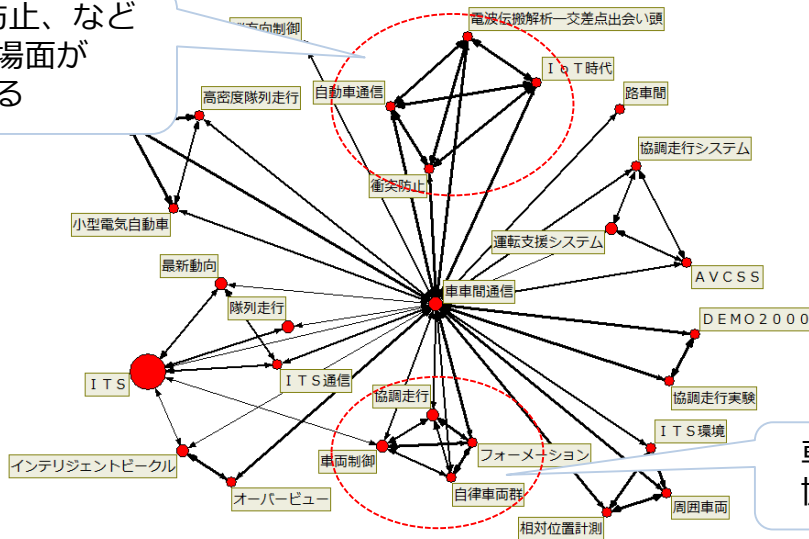 防止、など
場面が
る
方向制御
電波伝搬解析―交差点出会い頭
ＩｏＴ時代
自動車通信
高密度隊列走行
路車間
協調走行システム
衝突防止
小型電気自動車
運転支援システム
最新動向
ＡＶＣＳＳ
車車間通信
隊列走行
ＤＥＭＯ２０００
ＩＴＳ
ＩＴＳ通信
協調走行
協調走行実験
ＩＴＳ環境
車両制御
フォーメーション
インテリジェントビークル
オーバービュー
自律車両群
周囲車両
相対位置計測